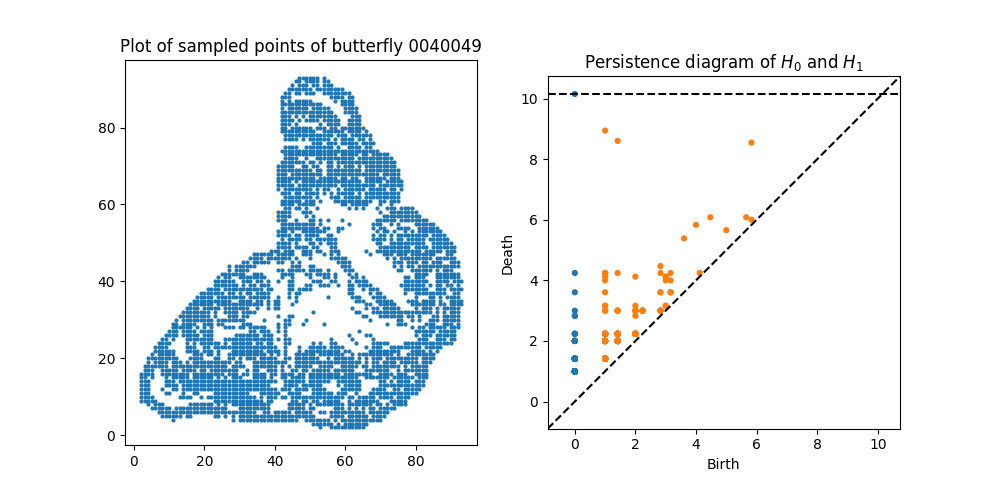 Plot of sampled points of butterfly 0040049
80
60
40
20
0
0 20 40 60 80
Persistence diagram of H₀ and H₁
10
8
6
4
2
0
Death
0 2 4 6 8 10
Birth